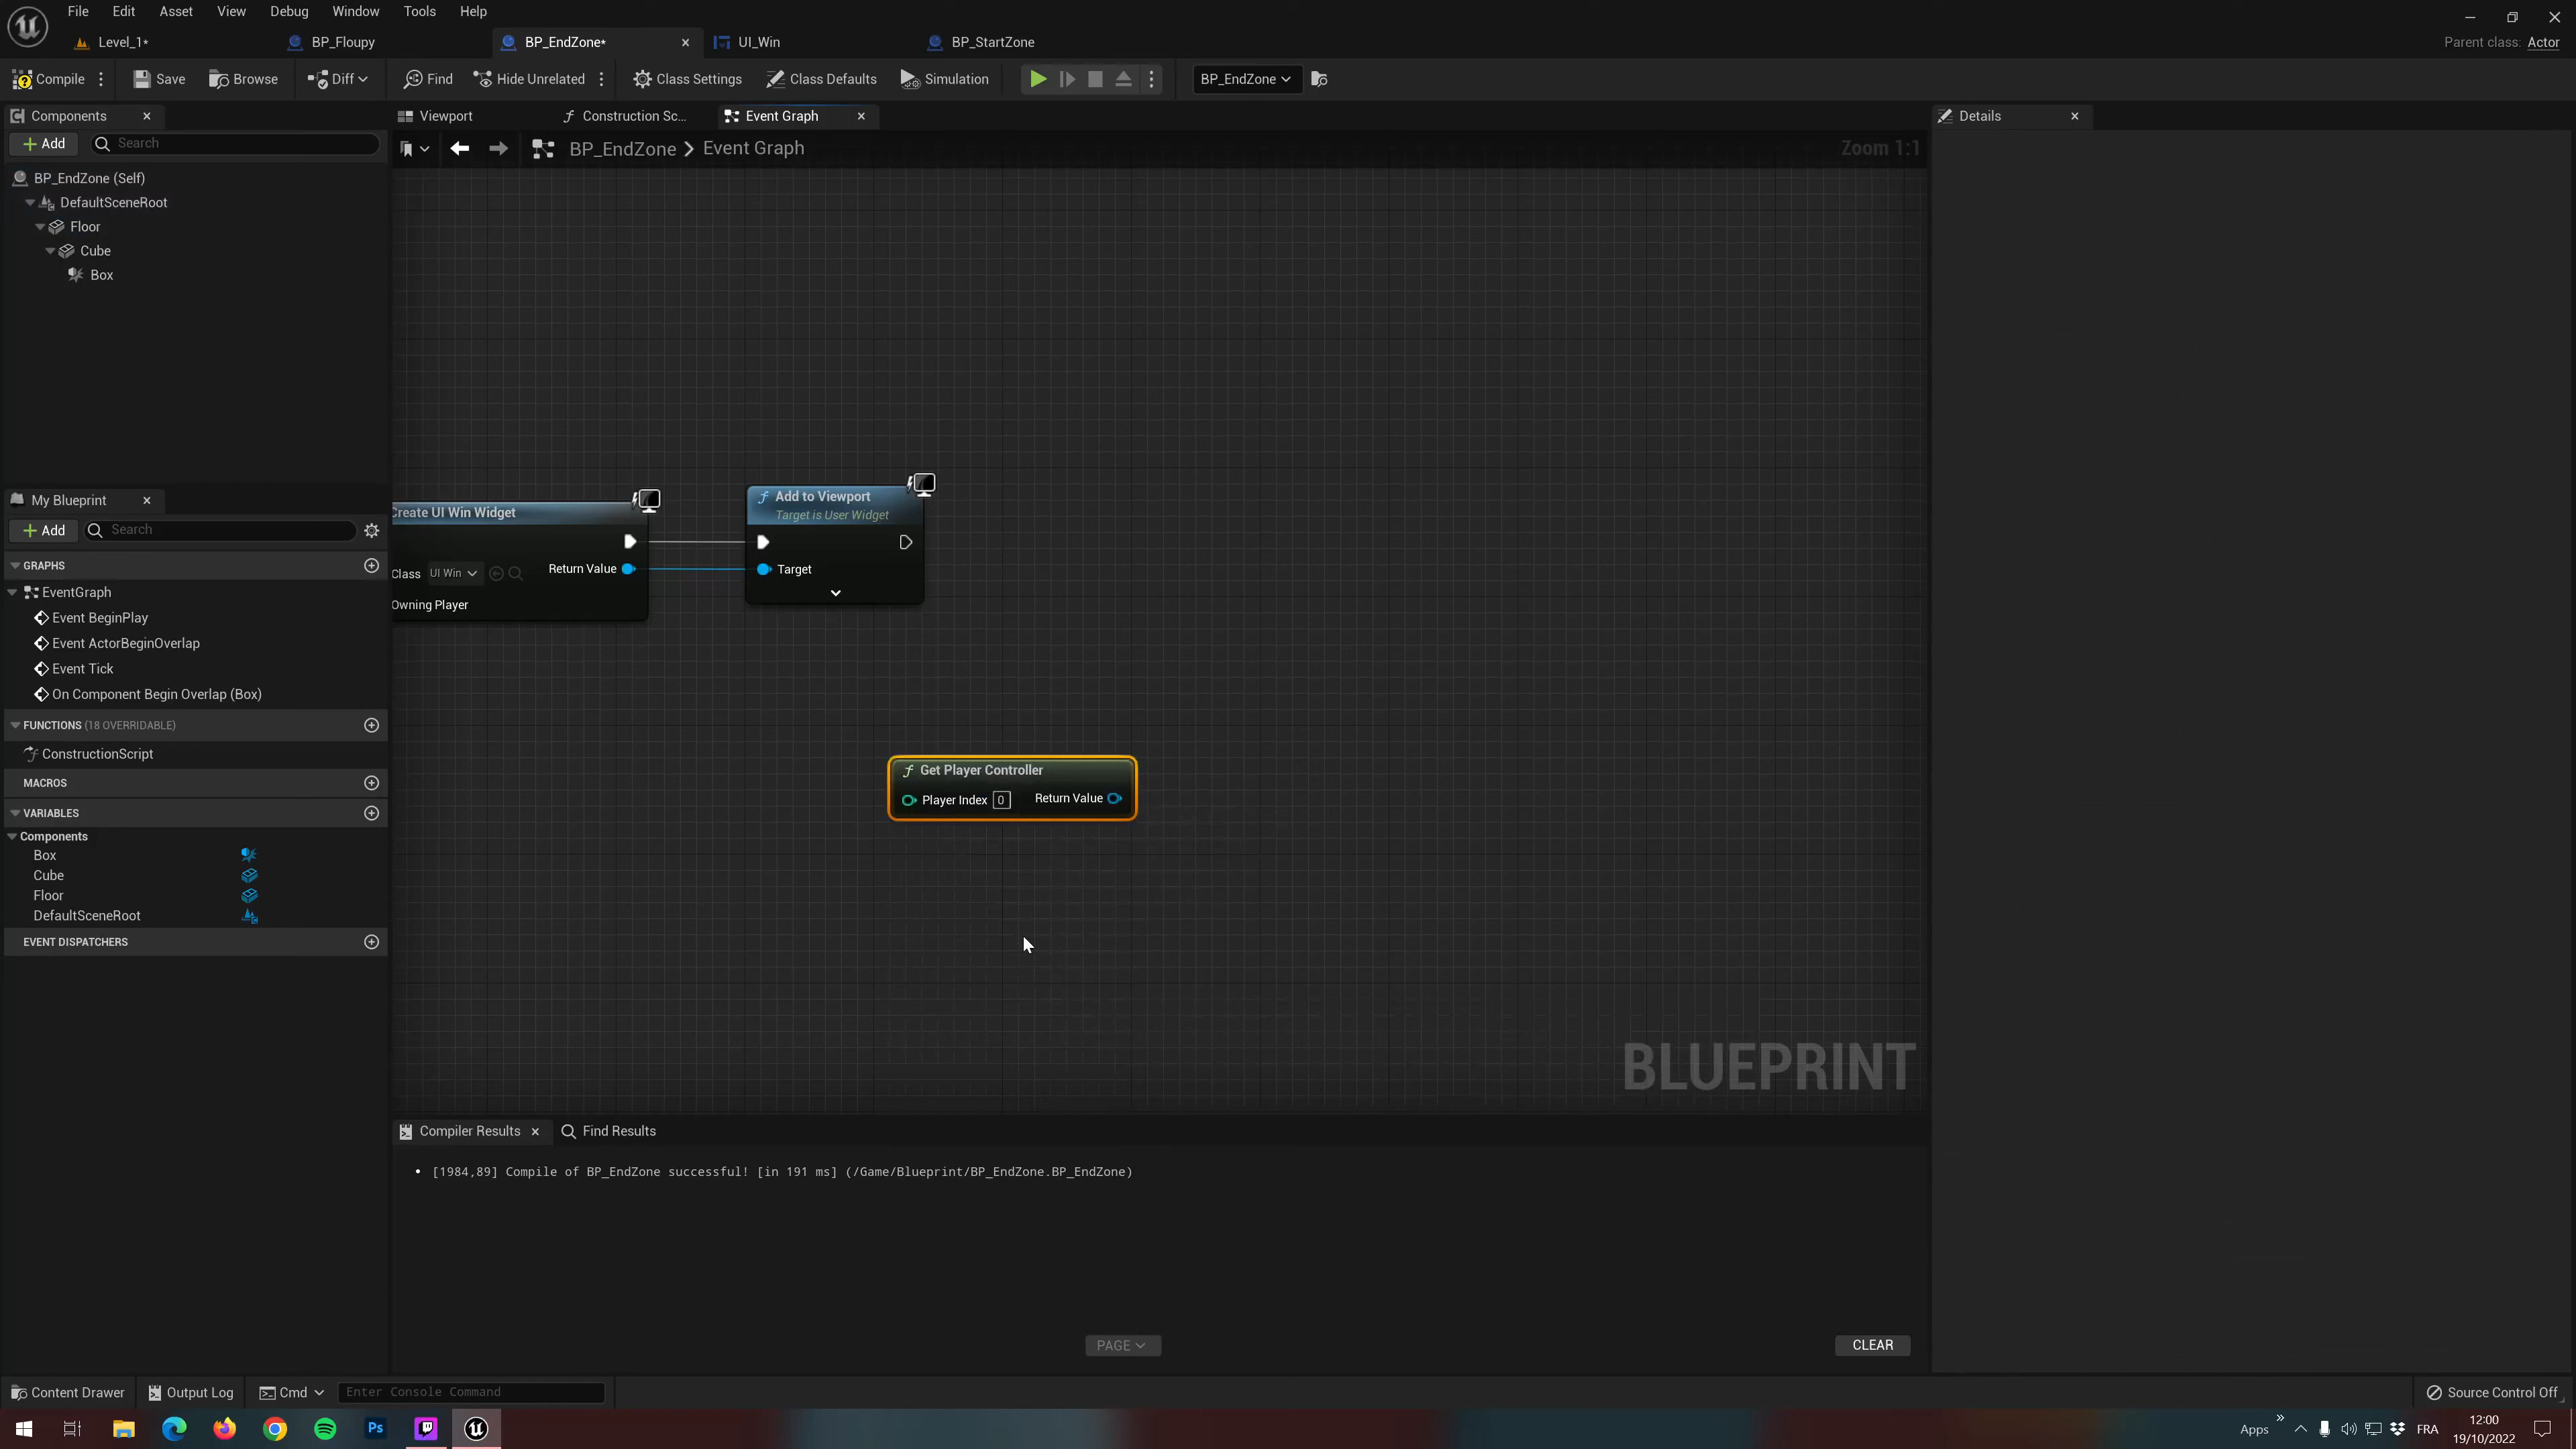 File Edit Asset View Debug Window Tools Help
Level_1* BP_Floupy BP_EndZone* UI_Win BP_StartZone Parent class: Actor
Compile Save Browse Diff Find Hide Unrelated Class Settings Class Defaults Simulation BP_EndZone
Components Viewport Construction Sc... Event Graph Details
Add Search
BP_EndZone > Event Graph Zoom 1:1
BP_EndZone (Self)
DefaultSceneRoot
Floor
Cube
Box
My Blueprint
Add Search
GRAPHS
EventGraph
Event BeginPlay
Event ActorBeginOverlap
Event Tick
On Component Begin Overlap (Box)
FUNCTIONS (18 OVERRIDABLE)
ConstructionScript
MACROS
VARIABLES
Components
Box
Cube
Floor
DefaultSceneRoot
EVENT DISPATCHERS
Create UI Win Widget
Class UI Win Return Value
Owning Player
Add to Viewport
Target is User Widget
Target
Get Player Controller
Player Index 0 Return Value
BLUEPRINT
Compiler Results Find Results
• [1984,89] Compile of BP_EndZone successful! [in 191 ms] (/Game/Blueprint/BP_EndZone.BP_EndZone)
PAGE CLEAR
Content Drawer Output Log Cmd Enter Console Command Source Control Off
Ps Apps » FRA 12:00
19/10/2022